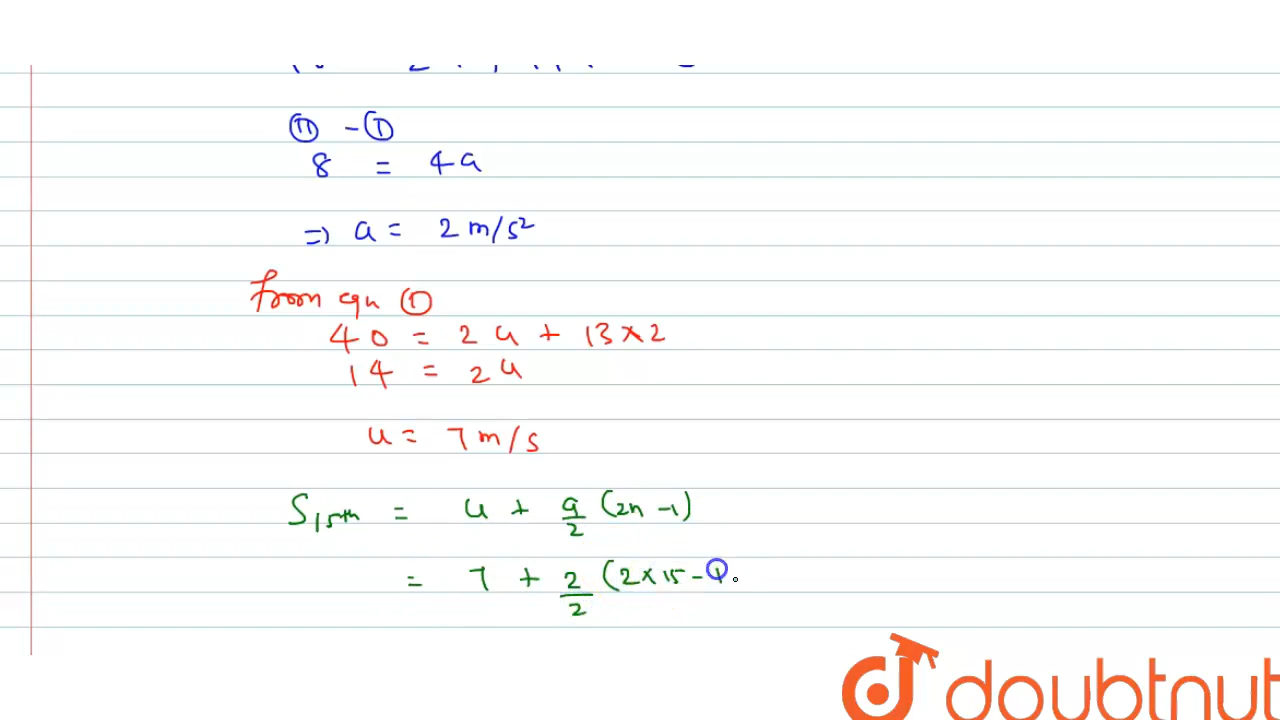 Ⓘ Ⓘ - Ⓘ
8 = 4a
⇒ a = 2 m/s²
from eqn ①
40 = 2u + 13×2
14 = 2u
u = 7 m/s
S15th = u + a/2 (2n - 1)
= 7 + 2/2 (2×15 - 1
doubtnut